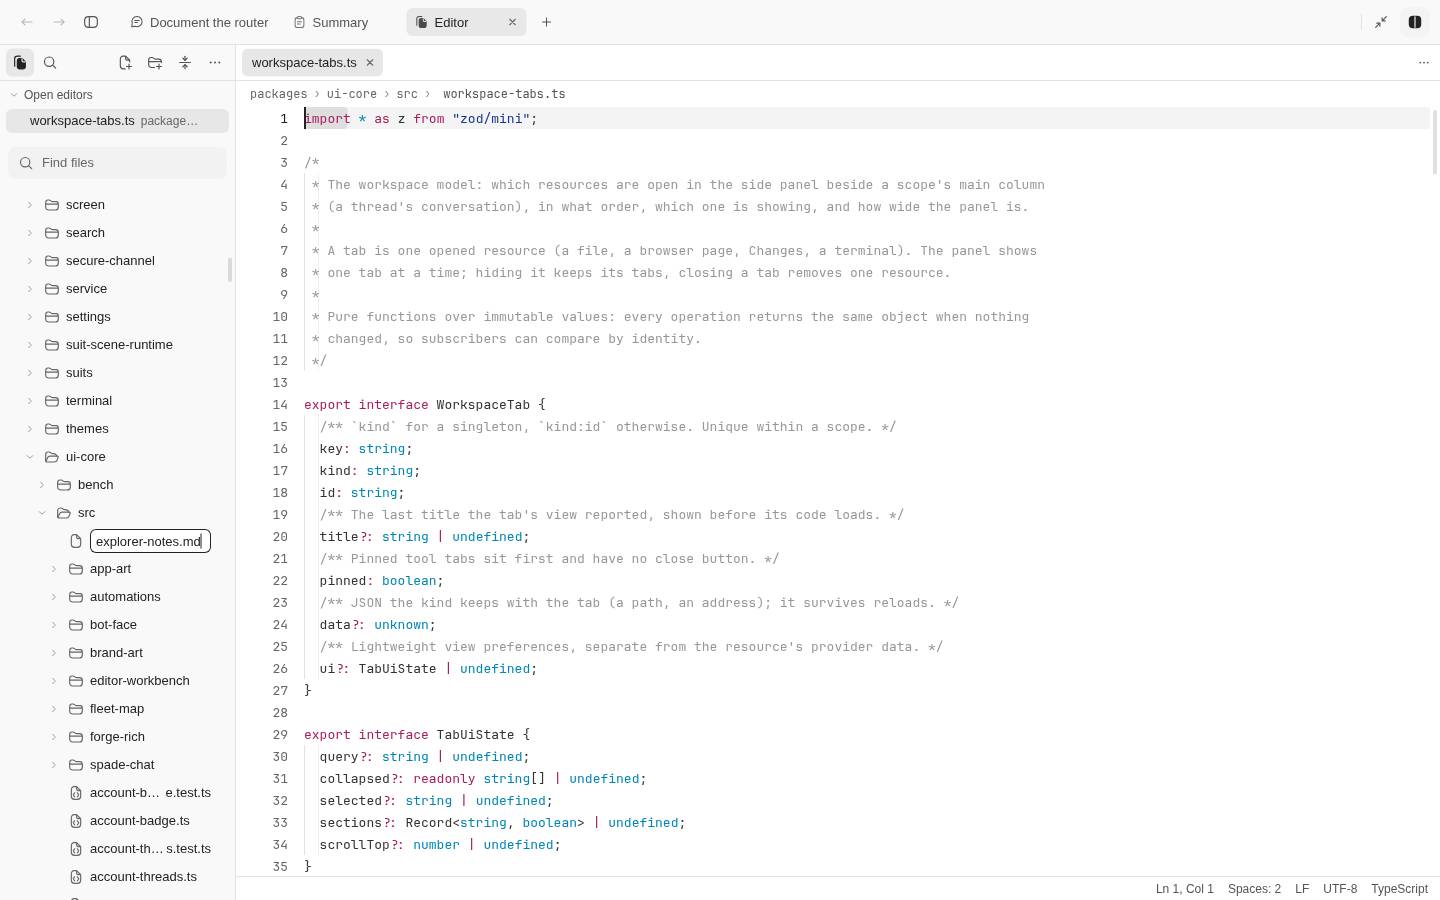 Document the router
Summary
Editor
workspace-tabs.ts
Open editors
workspace-tabs.ts package…
Find files
screen
search
secure-channel
service
settings
suit-scene-runtime
suits
terminal
themes
ui-core
bench
src
explorer-notes.md
app-art
automations
bot-face
brand-art
editor-workbench
fleet-map
forge-rich
spade-chat
account-b… e.test.ts
account-badge.ts
account-th… s.test.ts
account-threads.ts
packages › ui-core › src › workspace-tabs.ts
1 import * as z from "zod/mini";
2
3 /*
4  * The workspace model: which resources are open in the side panel beside a scope's main column
5  * (a thread's conversation), in what order, which one is showing, and how wide the panel is.
6  *
7  * A tab is one opened resource (a file, a browser page, Changes, a terminal). The panel shows
8  * one tab at a time; hiding it keeps its tabs, closing a tab removes one resource.
9  *
10  * Pure functions over immutable values: every operation returns the same object when nothing
11  * changed, so subscribers can compare by identity.
12  */
13
14 export interface WorkspaceTab {
15   /** `kind` for a singleton, `kind:id` otherwise. Unique within a scope. */
16   key: string;
17   kind: string;
18   id: string;
19   /** The last title the tab's view reported, shown before its code loads. */
20   title?: string | undefined;
21   /** Pinned tool tabs sit first and have no close button. */
22   pinned: boolean;
23   /** JSON the kind keeps with the tab (a path, an address); it survives reloads. */
24   data?: unknown;
25   /** Lightweight view preferences, separate from the resource's provider data. */
26   ui?: TabUiState | undefined;
27 }
28
29 export interface TabUiState {
30   query?: string | undefined;
31   collapsed?: readonly string[] | undefined;
32   selected?: string | undefined;
33   sections?: Record<string, boolean> | undefined;
34   scrollTop?: number | undefined;
35 }
Ln 1, Col 1 Spaces: 2 LF UTF-8 TypeScript